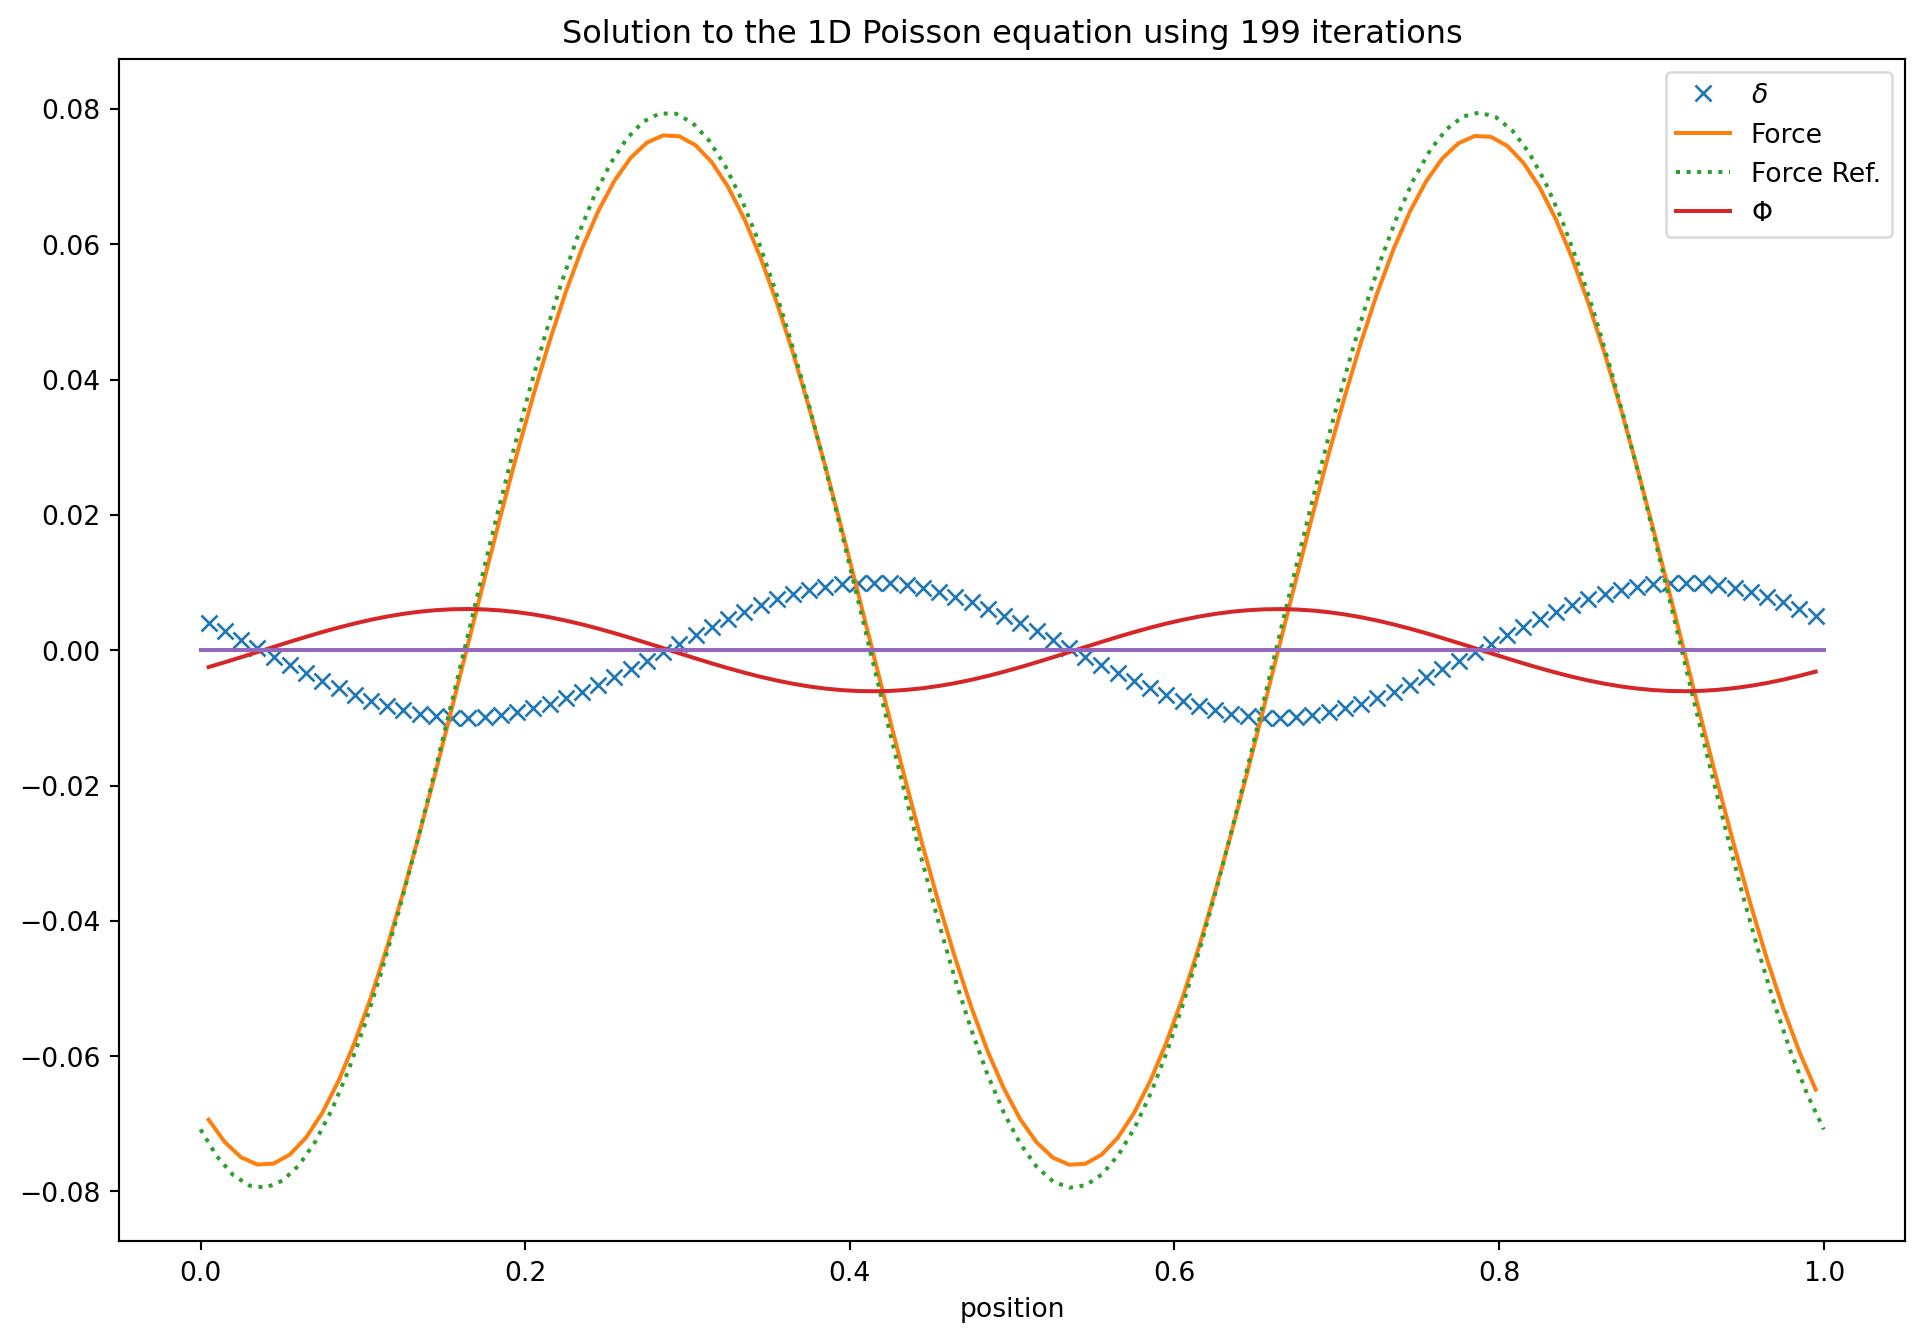 Solution to the 1D Poisson equation using 199 iterations
δ
Force
Force Ref.
Φ
0.08
0.06
0.04
0.02
0.00
−0.02
−0.04
−0.06
−0.08
0.0 0.2 0.4 0.6 0.8 1.0
position